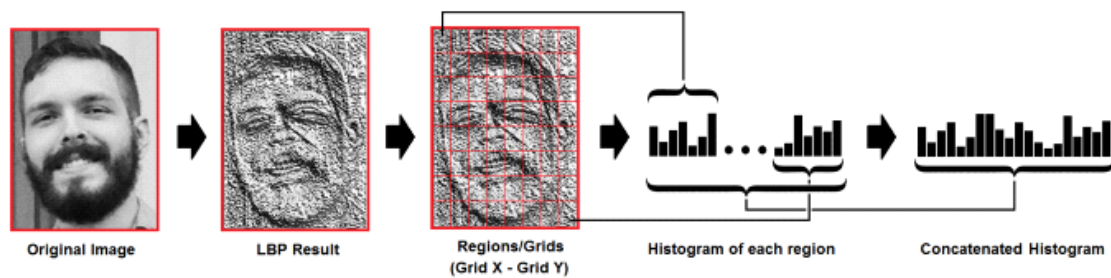 Original Image
LBP Result
Regions/Grids
(Grid X - Grid Y)
Histogram of each region
Concatenated Histogram